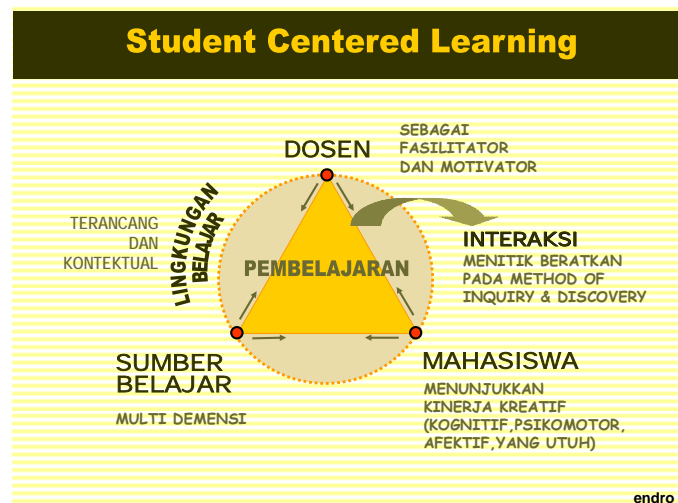 Student Centered Learning
DOSEN
SEBAGAI
FASILITATOR
DAN MOTIVATOR
LINGKUNGAN
BELAJAR
TERANCANG
DAN
KONTEKTUAL
PEMBELAJARAN
INTERAKSI
MENITIK BERATKAN
PADA METHOD OF
INQUIRY & DISCOVERY
SUMBER
BELAJAR
MULTI DEMENSI
MAHASISWA
MENUNJUKKAN
KINERJA KREATIF
(KOGNITIF,PSIKOMOTOR,
AFEKTIF,YANG UTUH)
endro